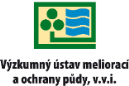 Výzkumný ústav meliorací
a ochrany půdy, v.v.i.